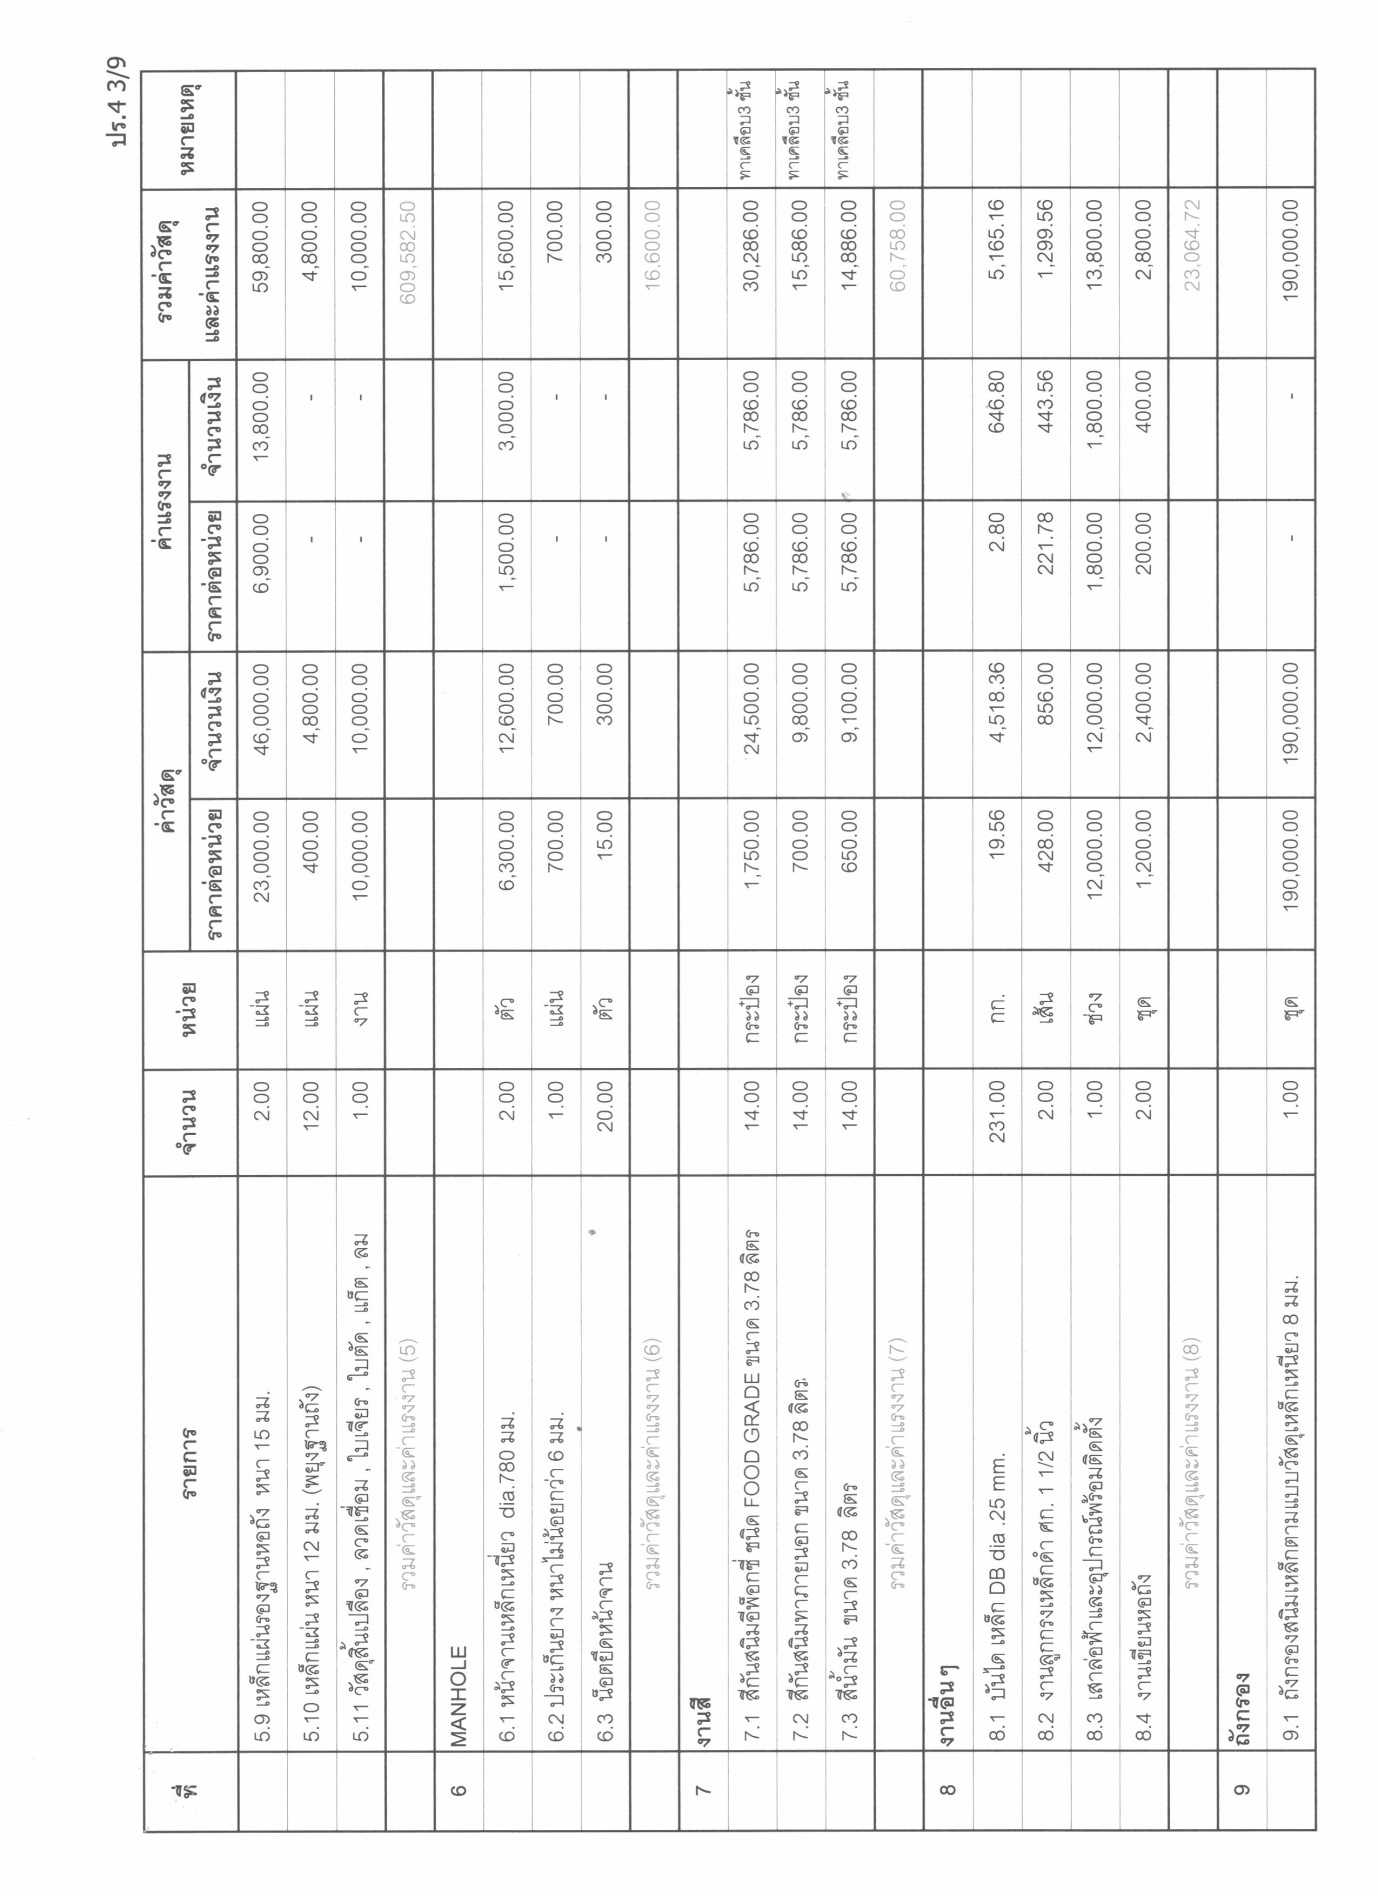 ปร.4 3/9
ที่ รายการ จำนวน หน่วย ค่าวัสดุ ค่าแรงงาน รวมค่าวัสดุ หมายเหตุ
ราคาต่อหน่วย จำนวนเงิน ราคาต่อหน่วย จำนวนเงิน และค่าแรงงาน
5.9 เหล็กแผ่นรองฐานหอถัง หนา 15 มม. 2.00 แผ่น 23,000.00 46,000.00 6,900.00 13,800.00 59,800.00
5.10 เหล็กแผ่น หนา 12 มม. (พยุงฐานถัง) 12.00 แผ่น 400.00 4,800.00 - - 4,800.00
5.11 วัสดุสิ้นเปลือง , ลวดเชื่อม , ใบเจียร , ใบตัด , แก็ต , ลม 1.00 งาน 10,000.00 10,000.00 - - 10,000.00
รวมค่าวัสดุและค่าแรงงาน (5) 609,582.50
6 MANHOLE
6.1 หน้าจานเหล็กเหนี่ยว dia.780 มม. 2.00 ตัว 6,300.00 12,600.00 1,500.00 3,000.00 15,600.00
6.2 ประเก็นยาง หนาไม่น้อยกว่า 6 มม. 1.00 แผ่น 700.00 700.00 - - 700.00
6.3 น็อตยึดหน้าจาน 20.00 ตัว 15.00 300.00 - - 300.00
รวมค่าวัสดุและค่าแรงงาน (6) 16,600.00
7 งานสี
7.1 สีกันสนิมอีพ็อกซี่ ชนิด FOOD GRADE ขนาด 3.78 ลิตร 14.00 กระป๋อง 1,750.00 24,500.00 5,786.00 5,786.00 30,286.00 ทาเคลือบ3 ชั้น
7.2 สีกันสนิมทาภายนอก ขนาด 3.78 ลิตร 14.00 กระป๋อง 700.00 9,800.00 5,786.00 5,786.00 15,586.00 ทาเคลือบ3 ชั้น
7.3 สีน้ำมัน ขนาด 3.78 ลิตร 14.00 กระป๋อง 650.00 9,100.00 5,786.00 5,786.00 14,886.00 ทาเคลือบ3 ชั้น
รวมค่าวัสดุและค่าแรงงาน (7) 60,758.00
8 งานอื่น ๆ
8.1 บันได เหล็ก DB dia .25 mm. 231.00 กก. 19.56 4,518.36 2.80 646.80 5,165.16
8.2 งานลูกกรงเหล็กดำ ศก. 1 1/2 นิ้ว 2.00 เส้น 428.00 856.00 221.78 443.56 1,299.56
8.3 เสาล่อฟ้าและอุปกรณ์พร้อมติดตั้ง 1.00 ช่วง 12,000.00 12,000.00 1,800.00 1,800.00 13,800.00
8.4 งานเขียนหอถัง 2.00 ชุด 1,200.00 2,400.00 200.00 400.00 2,800.00
รวมค่าวัสดุและค่าแรงงาน (8) 23,064.72
9 ถังกรอง
9.1 ถังกรองสนิมเหล็กตามแบบวัสดุเหล็กเหนียว 8 มม. 1.00 ชุด 190,000.00 190,000.00 - - 190,000.00